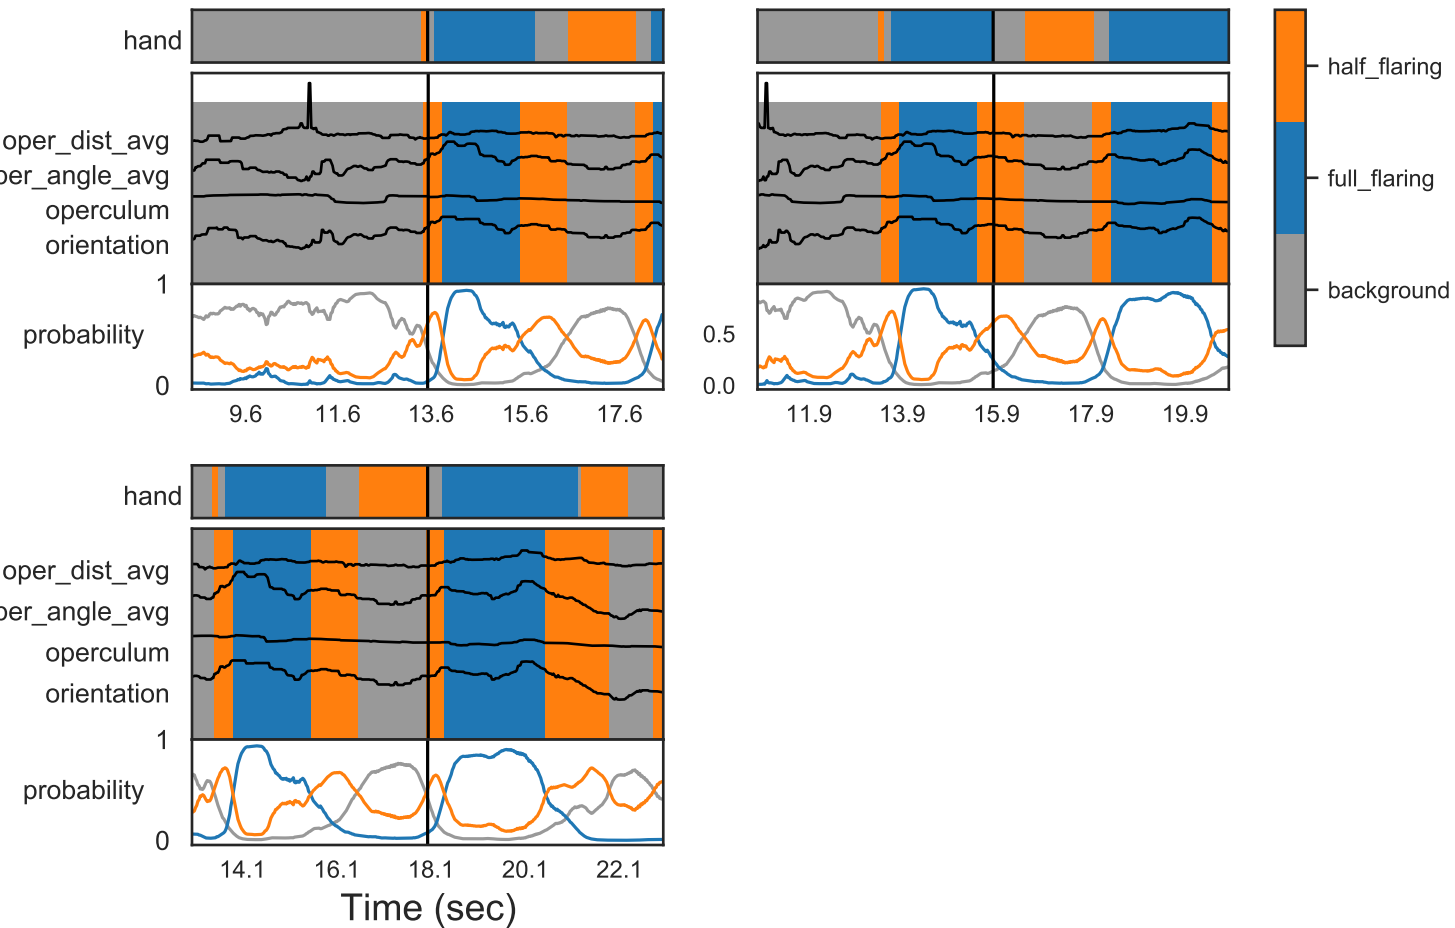 hand
oper_dist_avg
per_angle_avg
operculum
orientation
1
probability
0
9.6 11.6 13.6 15.6 17.6
0.5
0.0
11.9 13.9 15.9 17.9 19.9
half_flaring
full_flaring
background
hand
oper_dist_avg
per_angle_avg
operculum
orientation
1
probability
0
14.1 16.1 18.1 20.1 22.1
Time (sec)